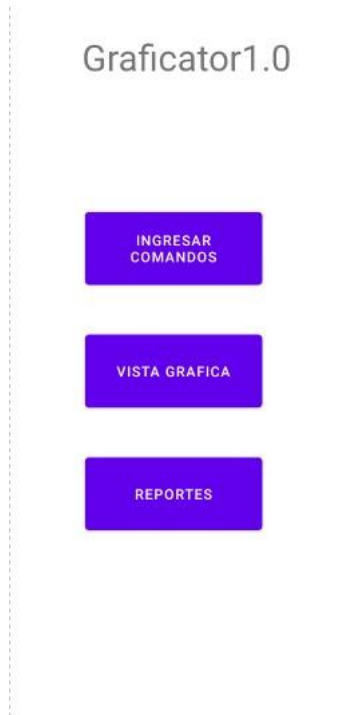 Graficator1.0
INGRESAR
COMANDOS
VISTA GRAFICA
REPORTES